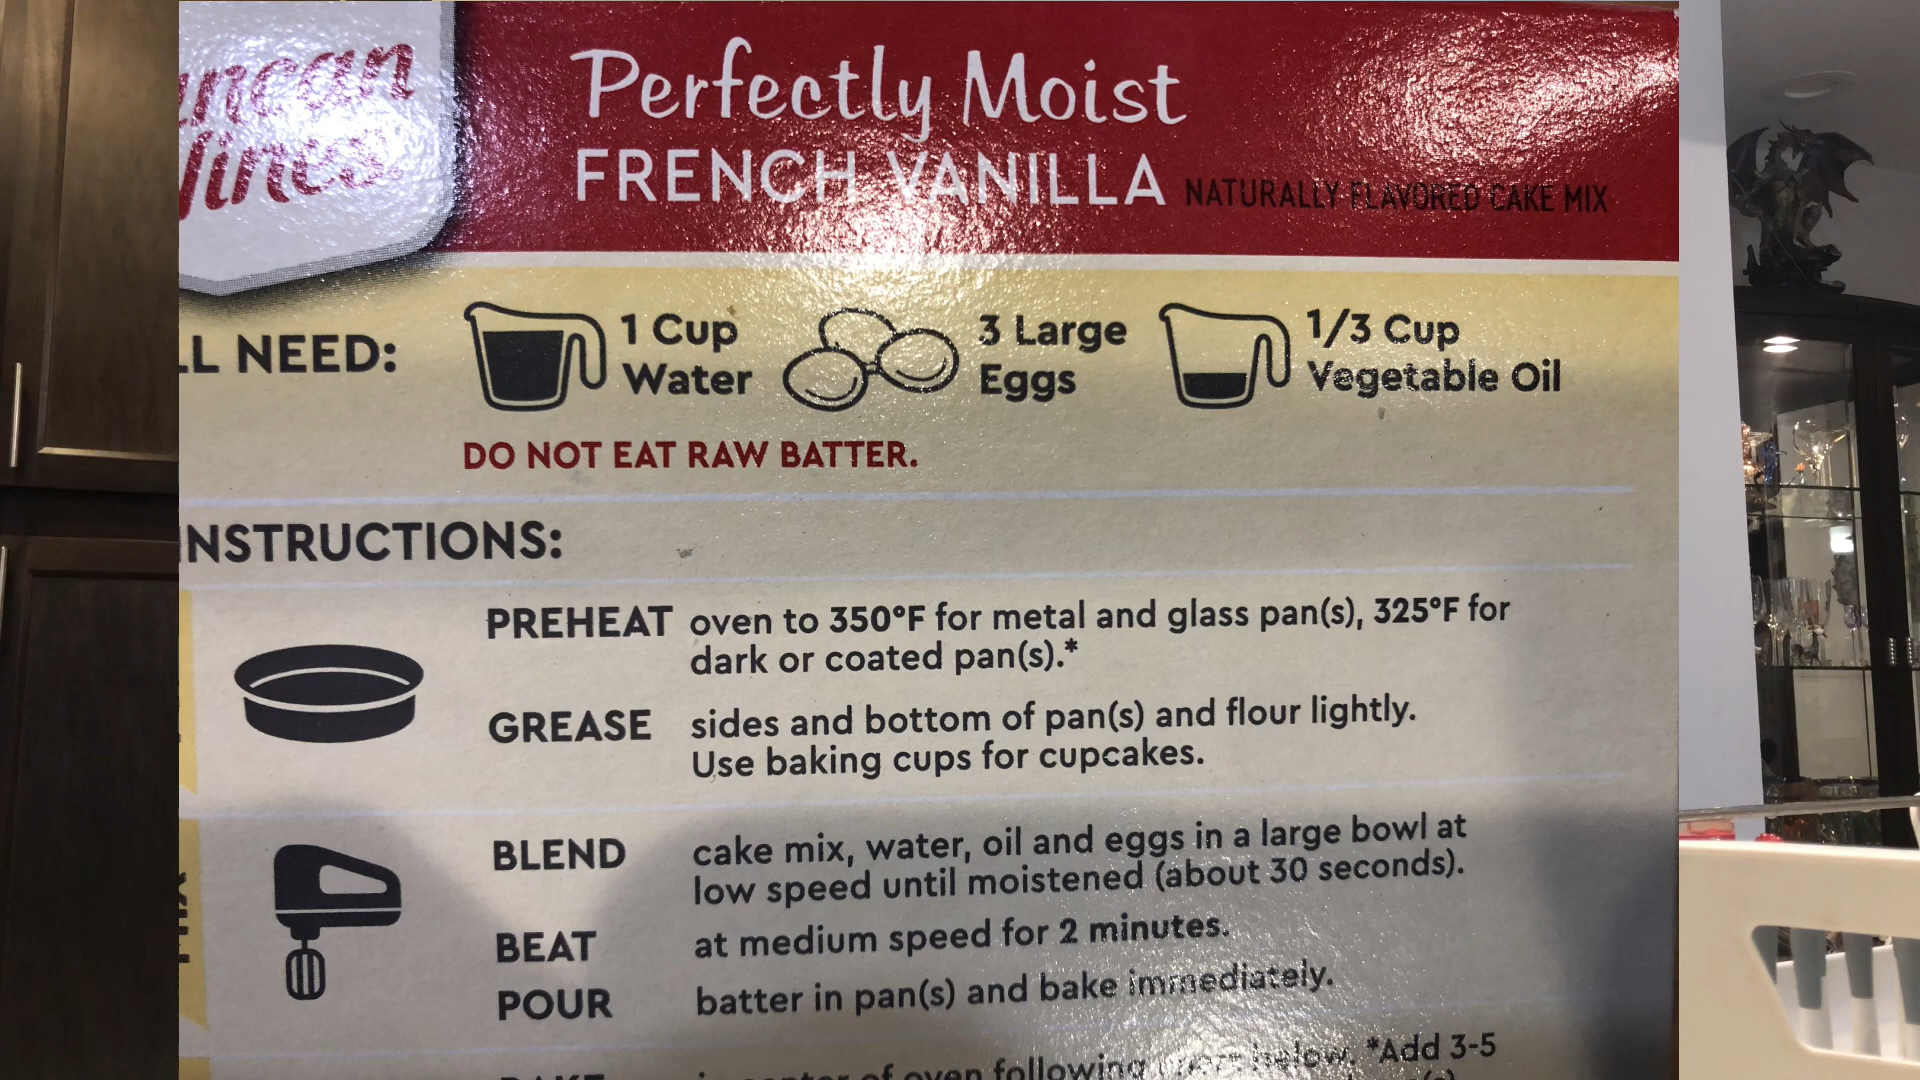 Perfectly Moist
FRENCH VANILLA NATURALLY FLAVORED CAKE MIX
NEED:
1 Cup
Water
3 Large
Eggs
1/3 Cup
Vegetable Oil
DO NOT EAT RAW BATTER.
NSTRUCTIONS:
PREHEAT oven to 350°F for metal and glass pan(s), 325°F for
dark or coated pan(s).*
GREASE sides and bottom of pan(s) and flour lightly.
Use baking cups for cupcakes.
BLEND cake mix, water, oil and eggs in a large bowl at
low speed until moistened (about 30 seconds).
BEAT at medium speed for 2 minutes.
POUR batter in pan(s) and bake immediately.
of oven following below. *Add 3-5